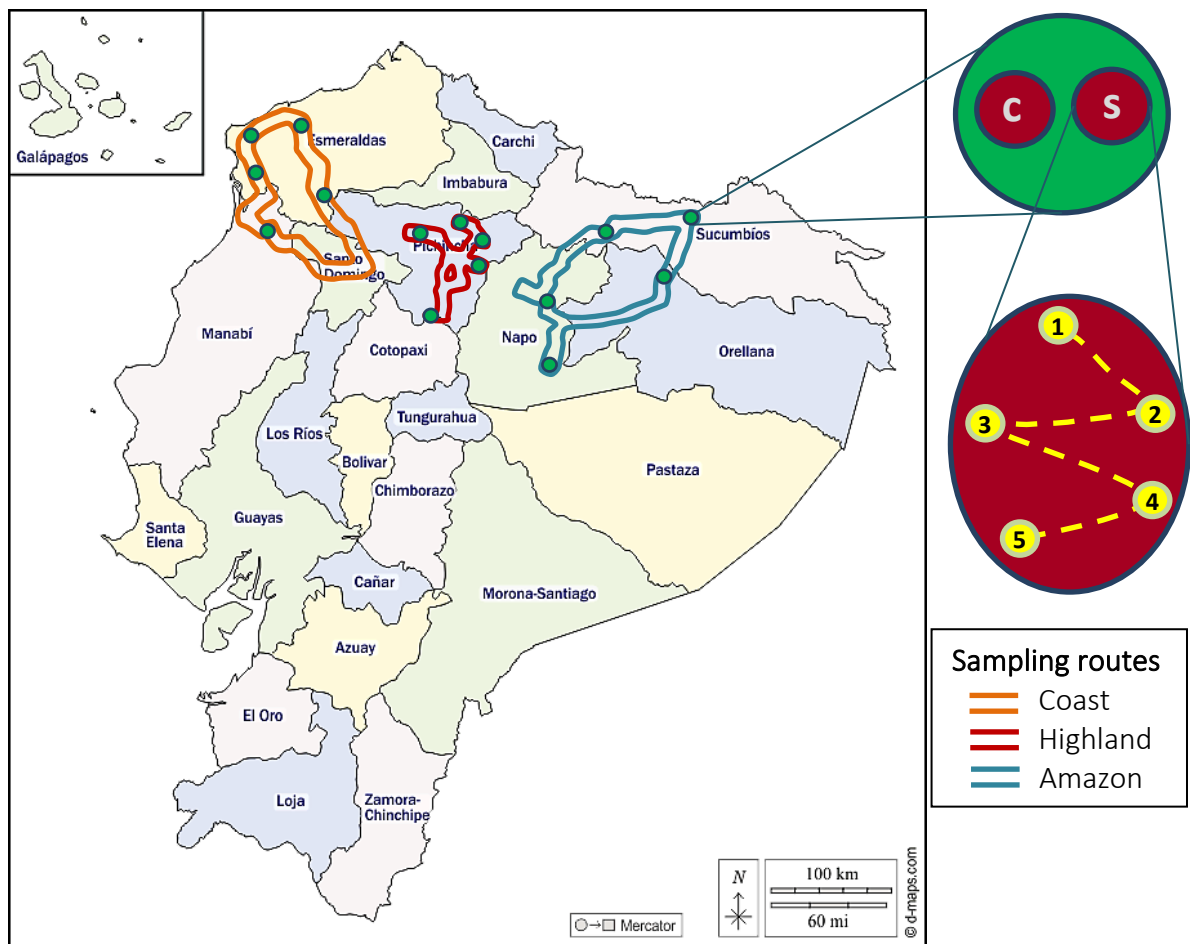 Galápagos
Esmeraldas
Carchi
Imbabura
Pichincha
Sucumbíos
Santo
Domingo
Manabí
Cotopaxi
Napo
Orellana
Tungurahua
Los Ríos
Bolivar
Pastaza
Chimborazo
Guayas
Santa
Elena
Cañar
Morona-Santiago
Azuay
El Oro
Loja
Zamora-
Chinchipe
C
S
1
2
3
4
5
Sampling routes
Coast
Highland
Amazon
N
100 km
60 mi
Mercator
© d-maps.com